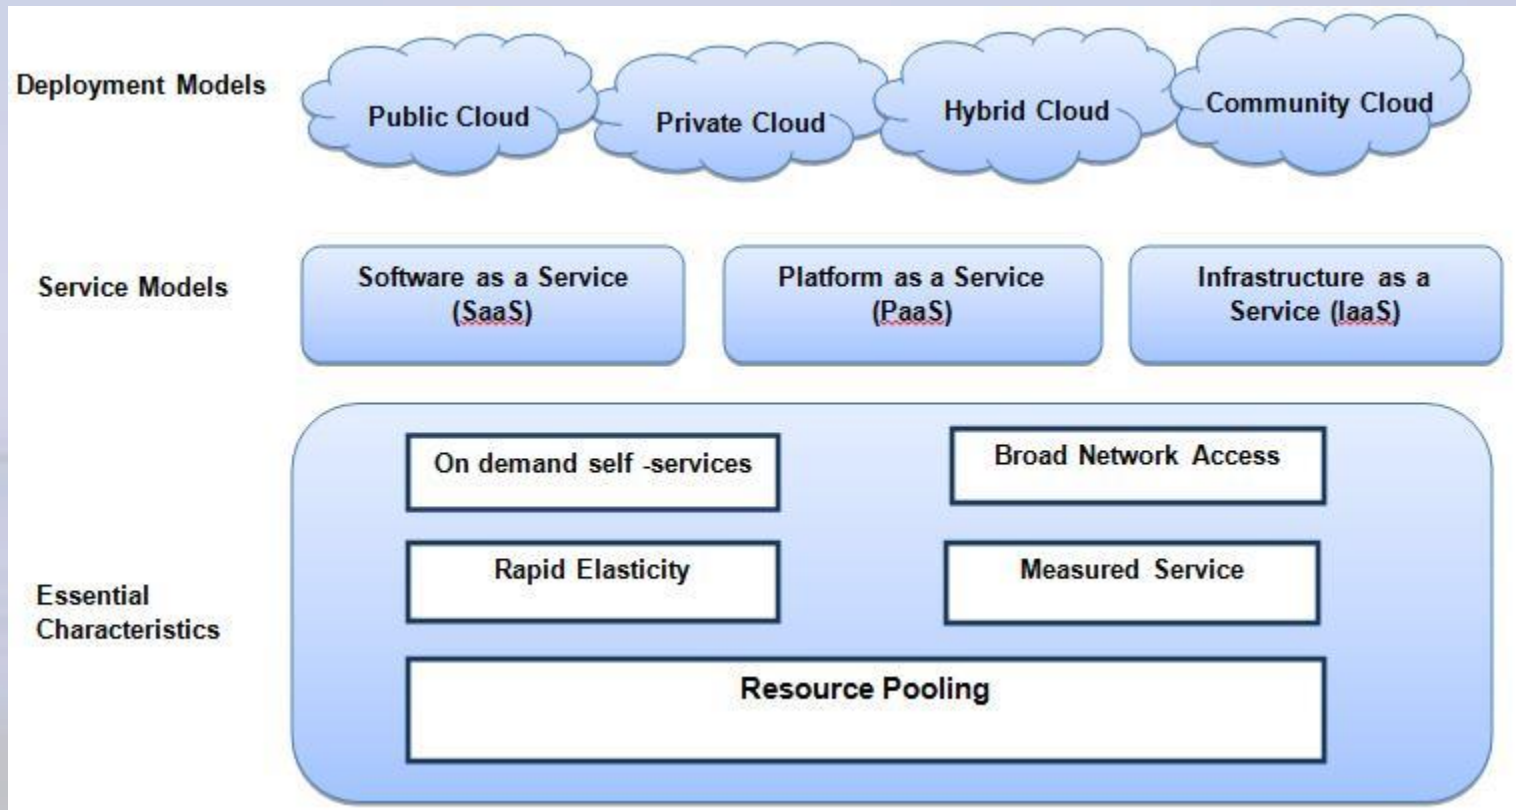 Deployment Models
Public Cloud
Private Cloud
Hybrid Cloud
Community Cloud
Service Models
Software as a Service
(SaaS)
Platform as a Service
(PaaS)
Infrastructure as a
Service (IaaS)
Essential
Characteristics
On demand self -services
Broad Network Access
Rapid Elasticity
Measured Service
Resource Pooling